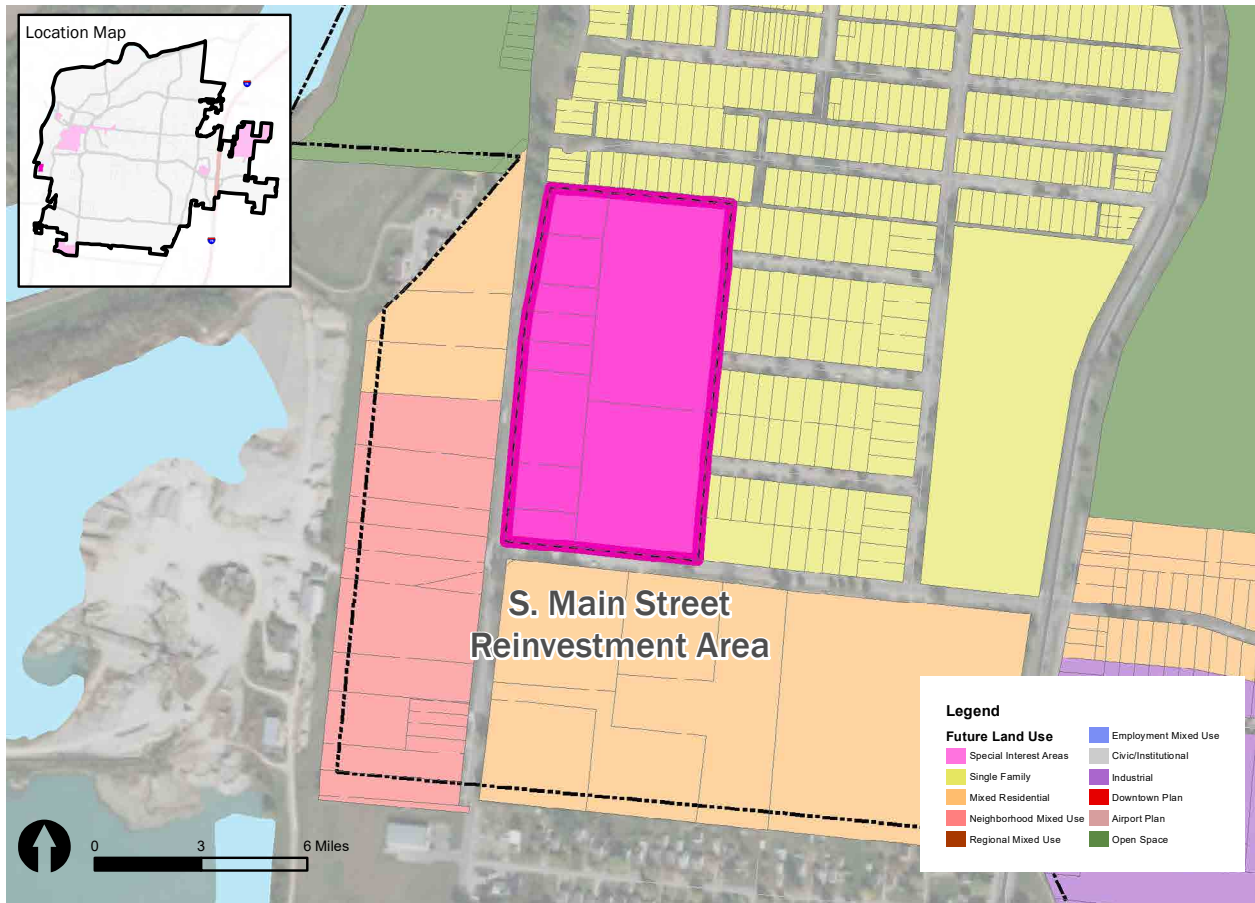 Location Map
S. Main Street
Reinvestment Area
0 3 6 Miles
Legend
Future Land Use
Special Interest Areas
Single Family
Mixed Residential
Neighborhood Mixed Use
Regional Mixed Use
Employment Mixed Use
Civic/Institutional
Industrial
Downtown Plan
Airport Plan
Open Space